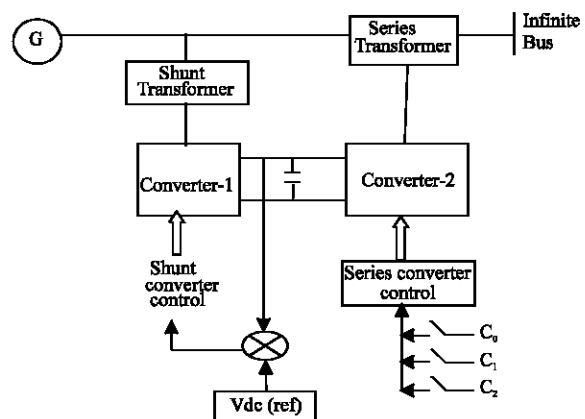 G
Series
Transformer
Infinite
Bus
Shunt
Transformer
Converter-1
Converter-2
Shunt
converter
control
Series converter
control
C₀
C₁
C₂
Vdc (ref)